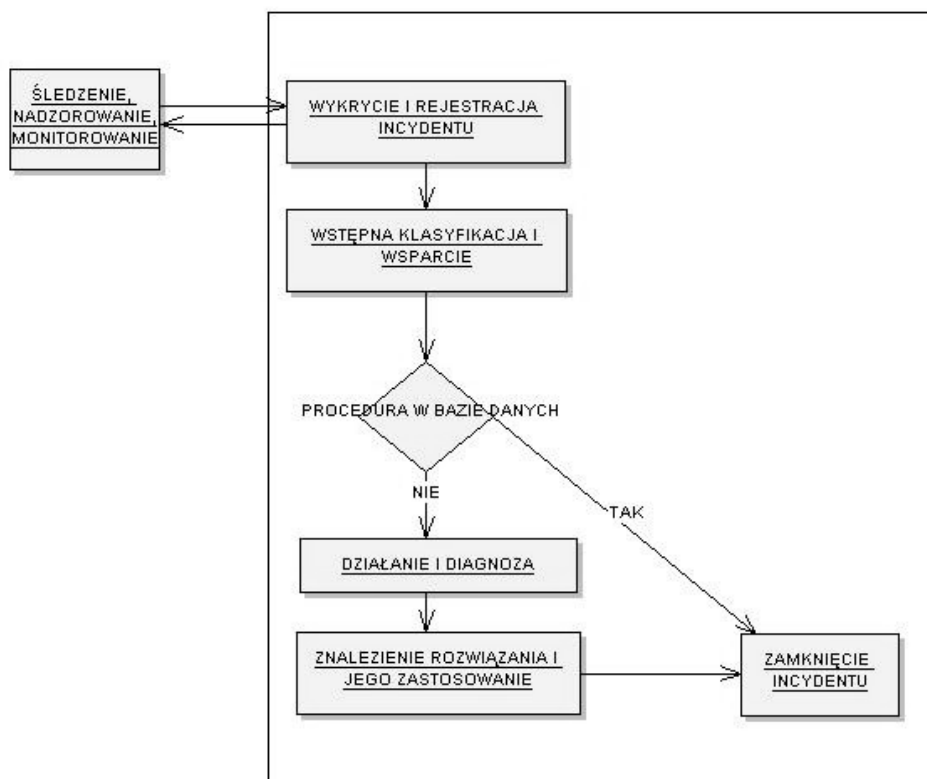 ŚLEDZENIE,
NADZOROWANIE,
MONITOROWANIE
WYKRYCIE I REJESTRACJA
INCYDENTU
WSTĘPNA KLASYFIKACJA I
WSPARCIE
PROCEDURA W BAZIE DANYCH
NIE
TAK
DZIAŁANIE I DIAGNOZA
ZNALEZIENIE ROZWIĄZANIA I
JEGO ZASTOSOWANIE
ZAMKNIĘCIE
INCYDENTU